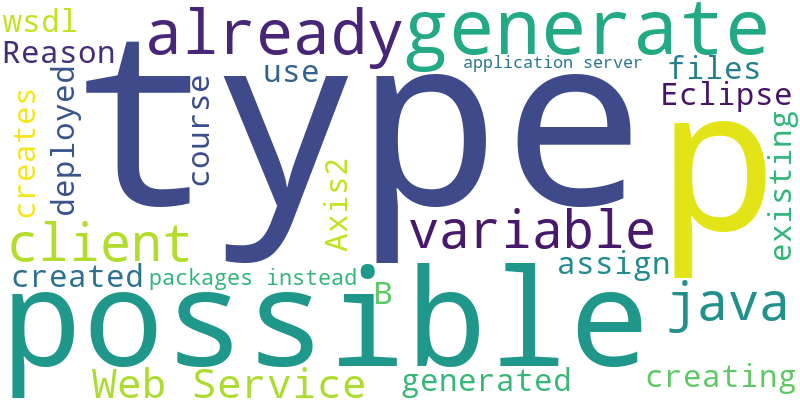 wsdl
already
generate
Reason
use
application server
files
type
p
Eclipse
creates
deployed
course
Axis2
existing
client
variable
created
packages instead
assign
possible
B
java
Web Service
generated
creating